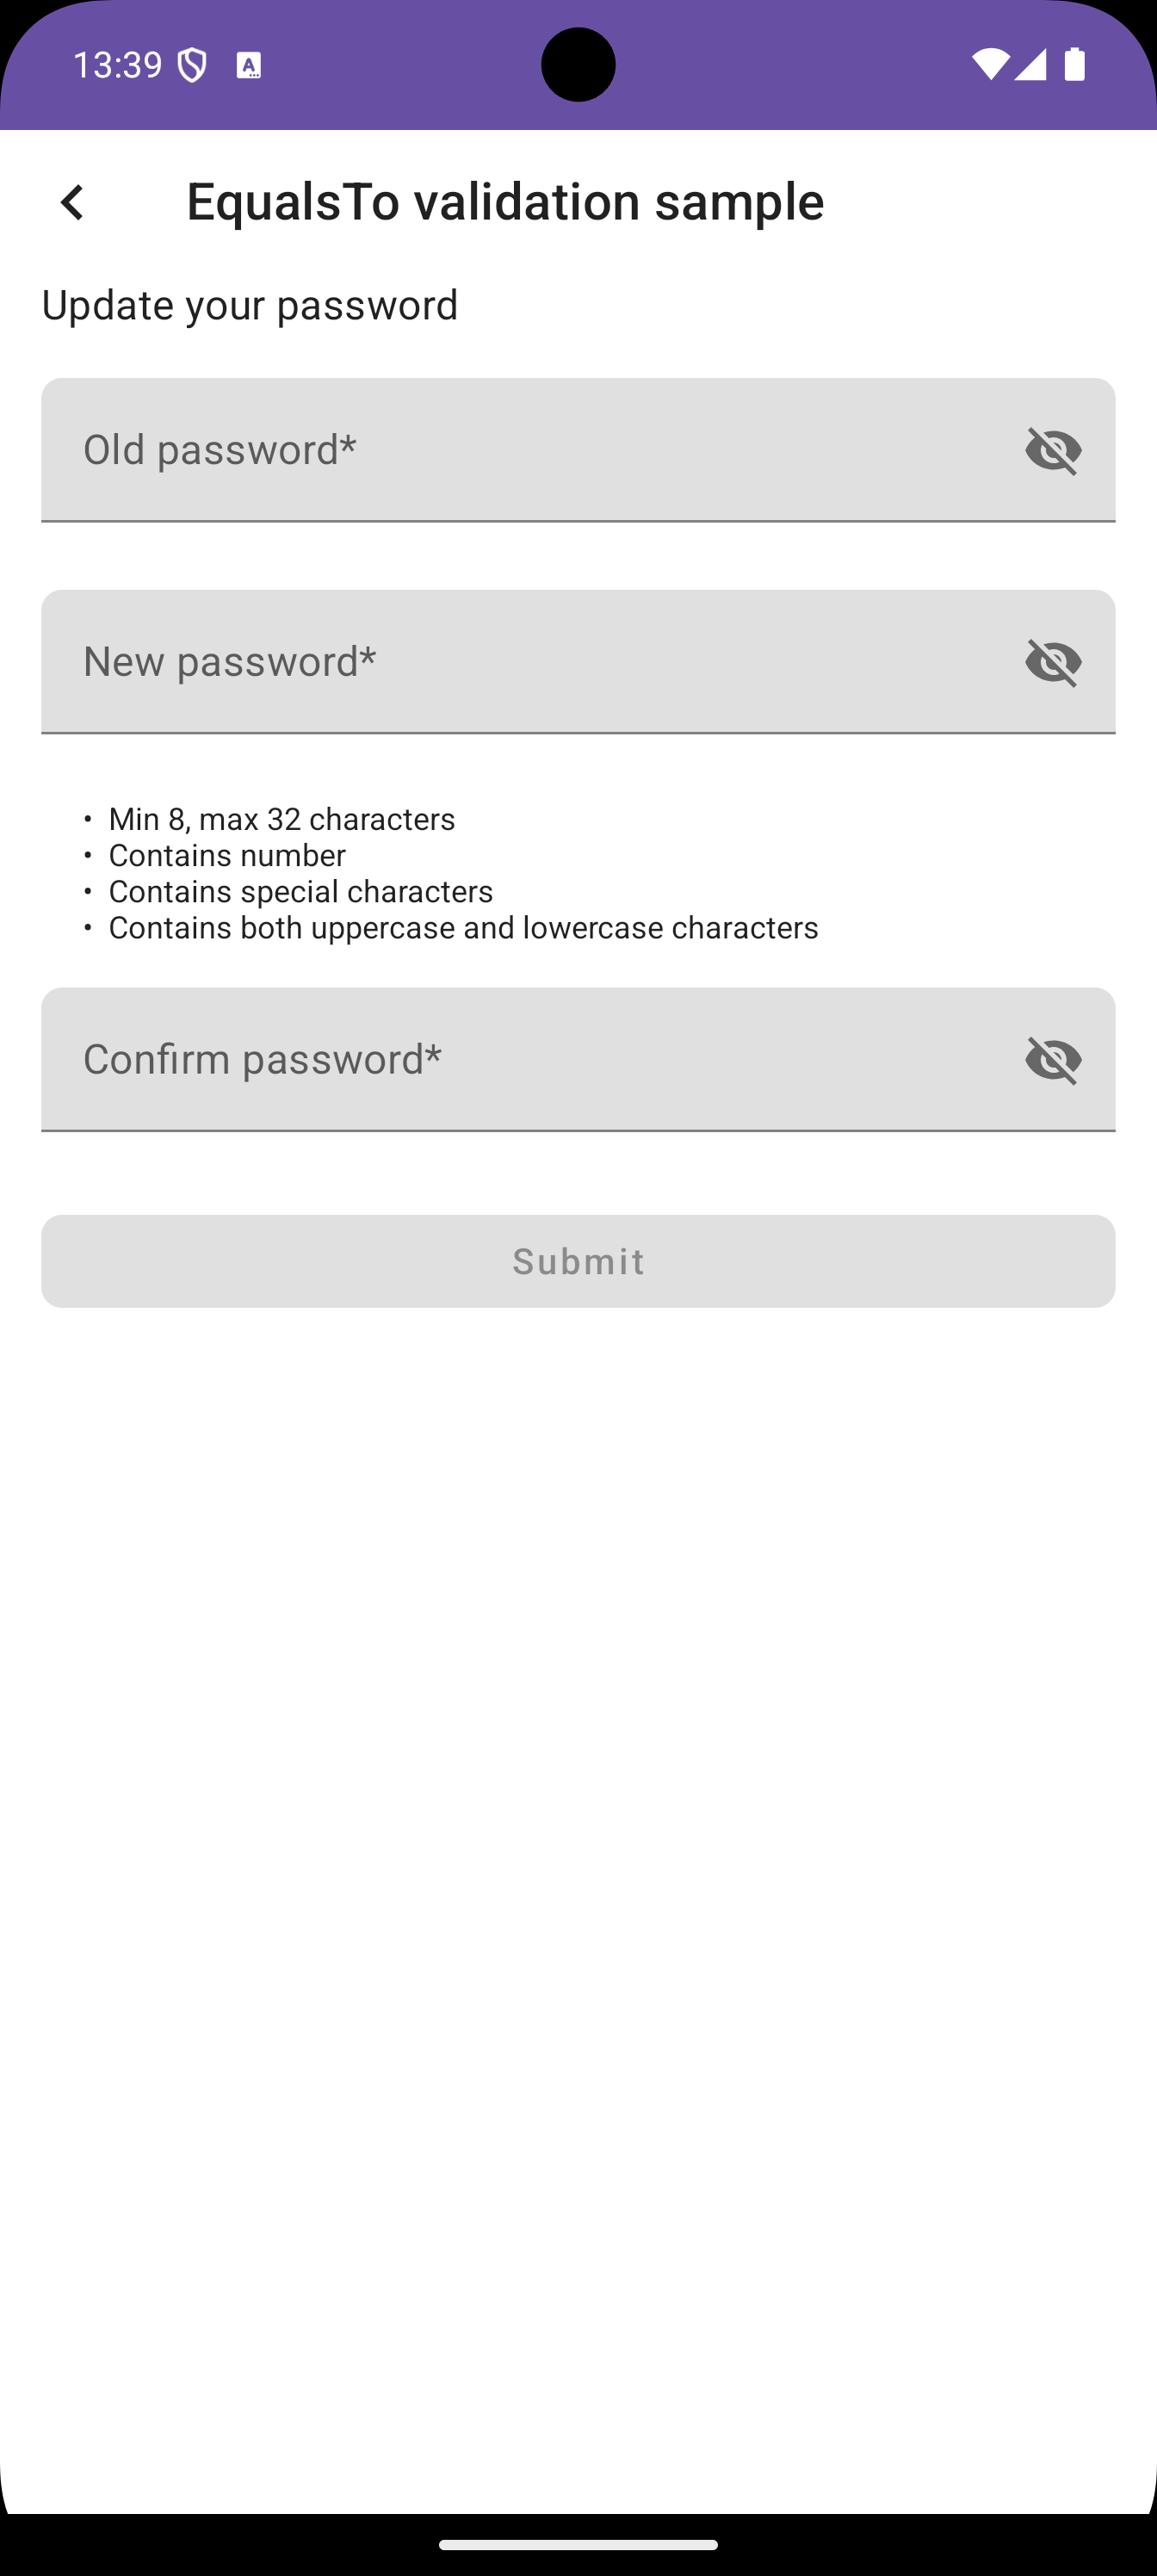 13:39
EqualsTo validation sample
Update your password
Old password*
New password*
• Min 8, max 32 characters
• Contains number
• Contains special characters
• Contains both uppercase and lowercase characters
Confirm password*
Submit